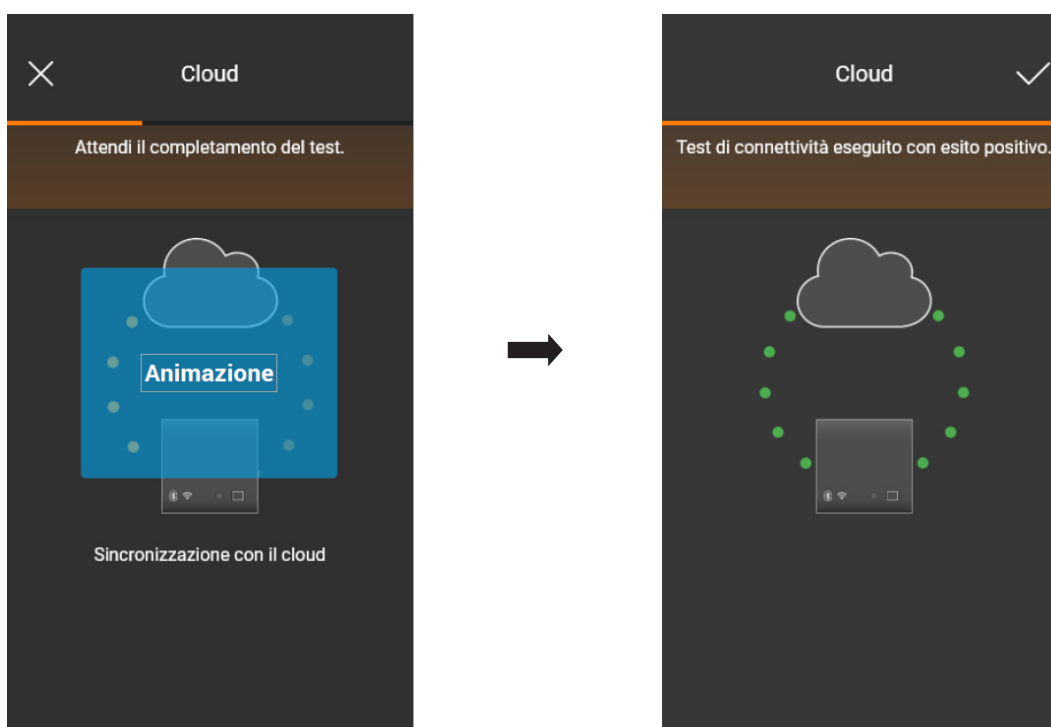 Cloud
Attendi il completamento del test.
Animazione
Sincronizzazione con il cloud
Cloud
Test di connettività eseguito con esito positivo.